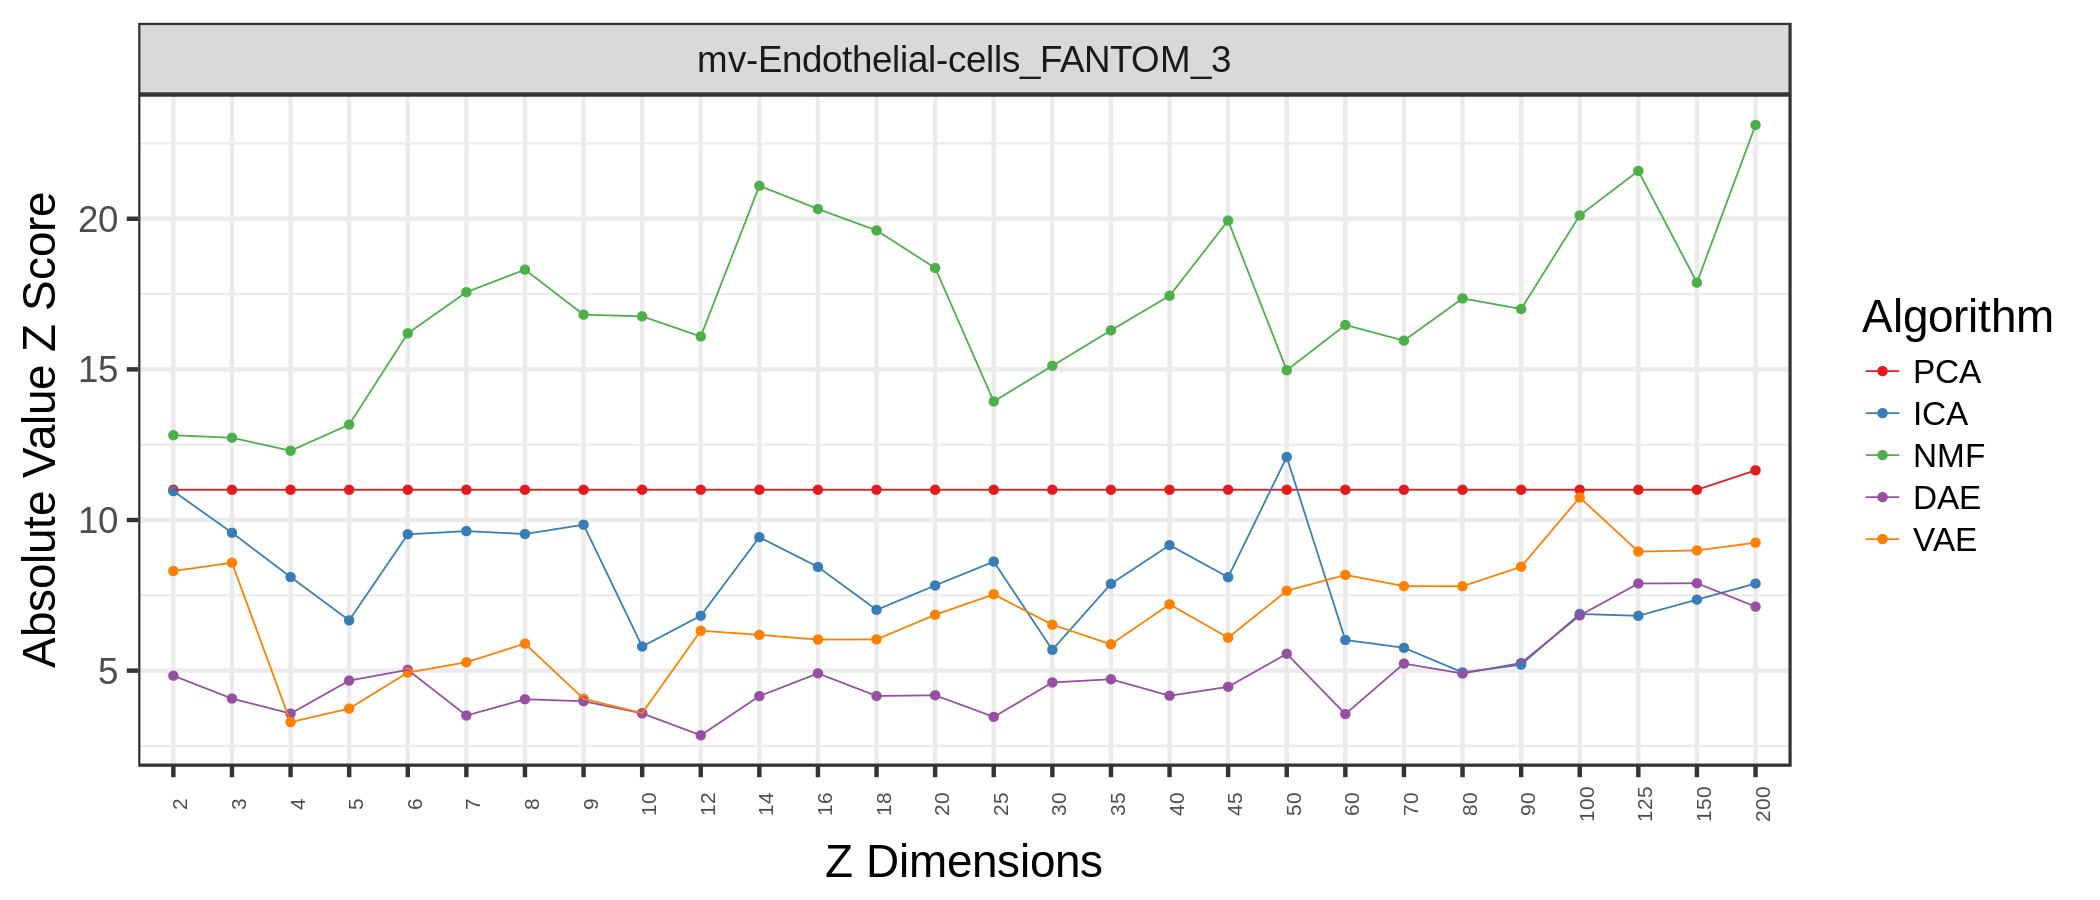 mv-Endothelial-cells_FANTOM_3
Absolute Value Z Score
20
15
10
5
2 3 4 5 6 7 8 9 10 12 14 16 18 20 25 30 35 40 45 50 60 70 80 90 100 125 150 200
Z Dimensions
Algorithm
PCA
ICA
NMF
DAE
VAE